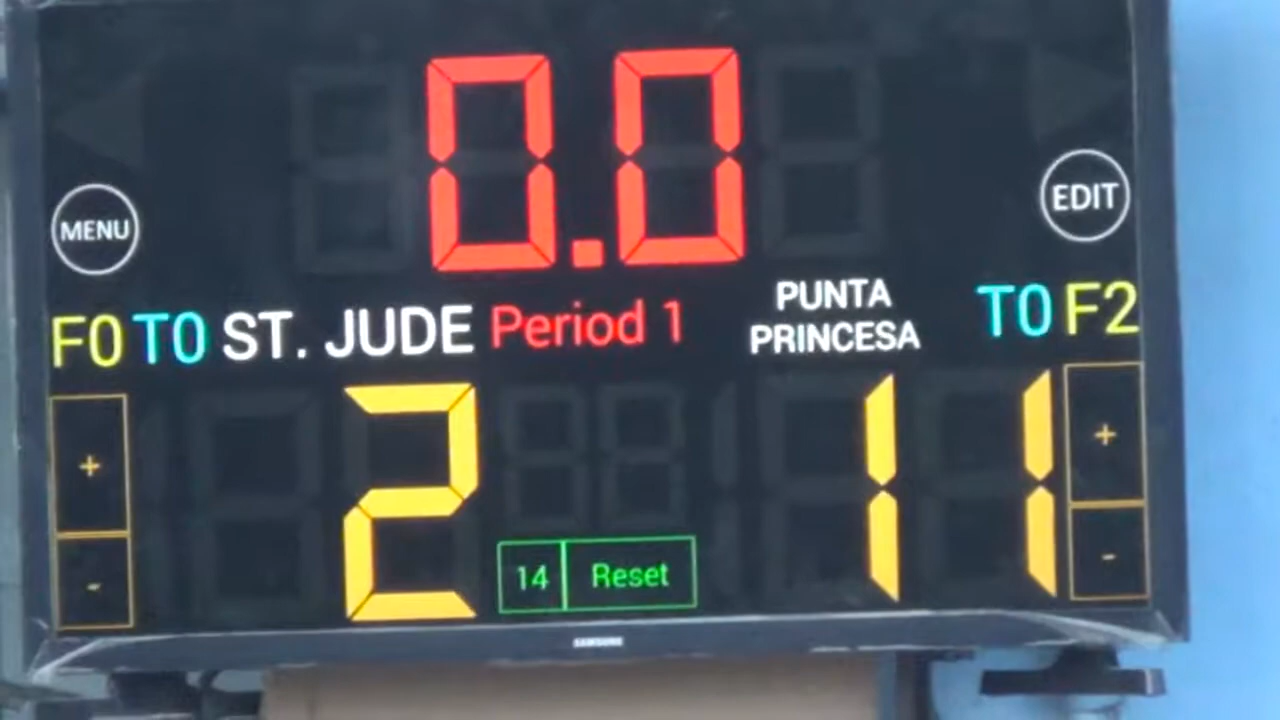 0.0
MENU
EDIT
F0 T0 ST. JUDE Period 1 PUNTA PRINCESA T0 F2
2
11
+
-
14 Reset
+
-
SAMSUNG